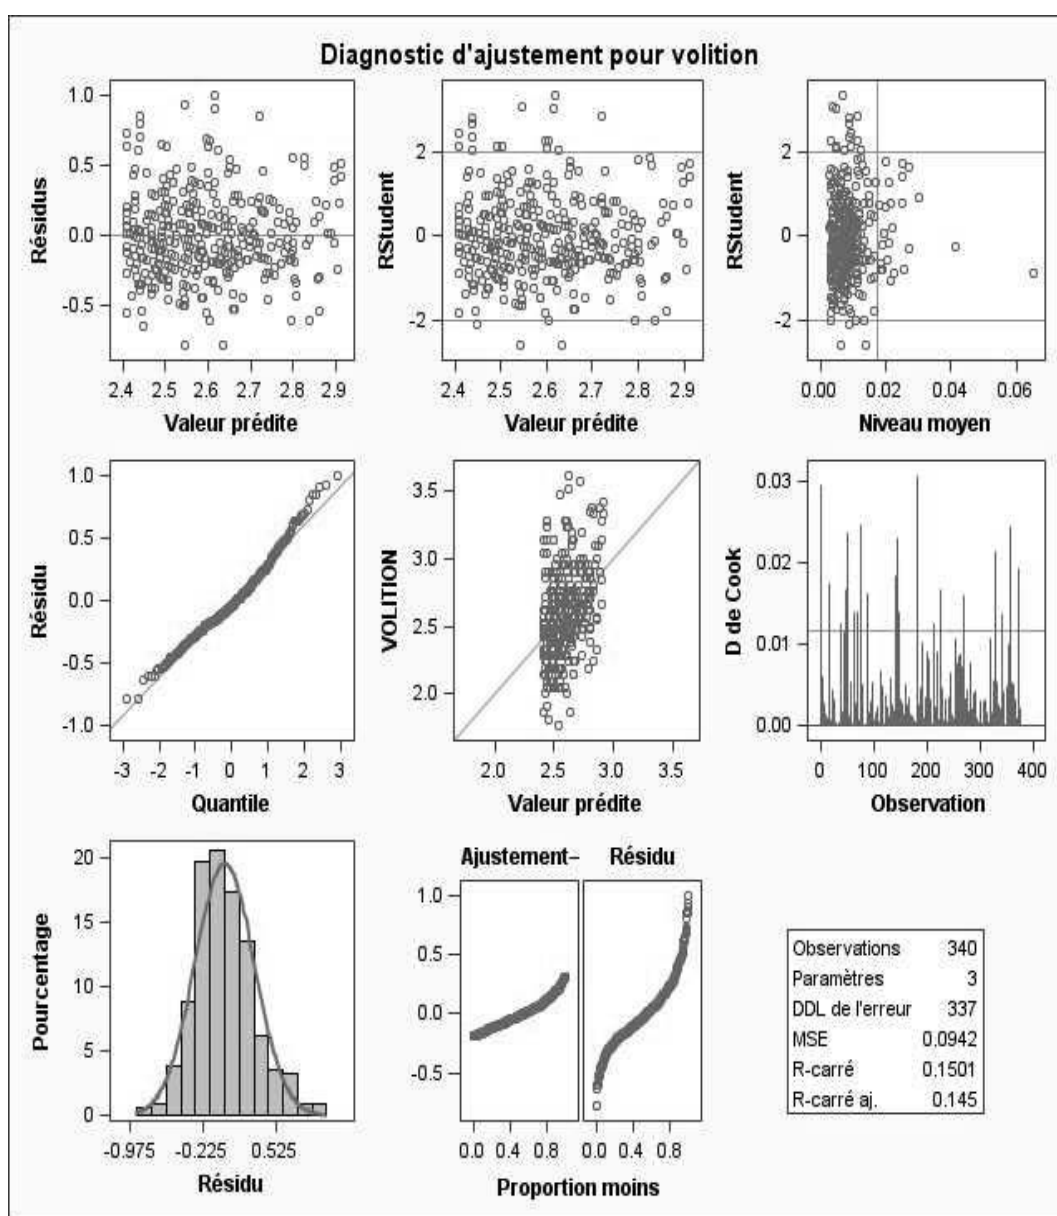 Diagnostic d'ajustement pour volition
Résidus
1.0
0.5
0.0
-0.5
2.4 2.5 2.6 2.7 2.8 2.9
Valeur prédite
RStudent
2
0
-2
2.4 2.5 2.6 2.7 2.8 2.9
Valeur prédite
RStudent
2
0
-2
0.00 0.02 0.04 0.06
Niveau moyen
Résidu
1.0
0.5
0.0
-0.5
-1.0
-3 -2 -1 0 1 2 3
Quantile
VOLITION
3.5
3.0
2.5
2.0
2.0 2.5 3.0 3.5
Valeur prédite
D de Cook
0.03
0.02
0.01
0.00
0 100 200 300 400
Observation
Pourcentage
20
15
10
5
0
-0.975 -0.225 0.525
Résidu
Ajustement– Résidu
1.0
0.5
0.0
-0.5
0.0 0.4 0.8 0.0 0.4 0.8
Proportion moins
Observations 340
Paramètres 3
DDL de l'erreur 337
MSE 0.0942
R-carré 0.1501
R-carré aj. 0.145